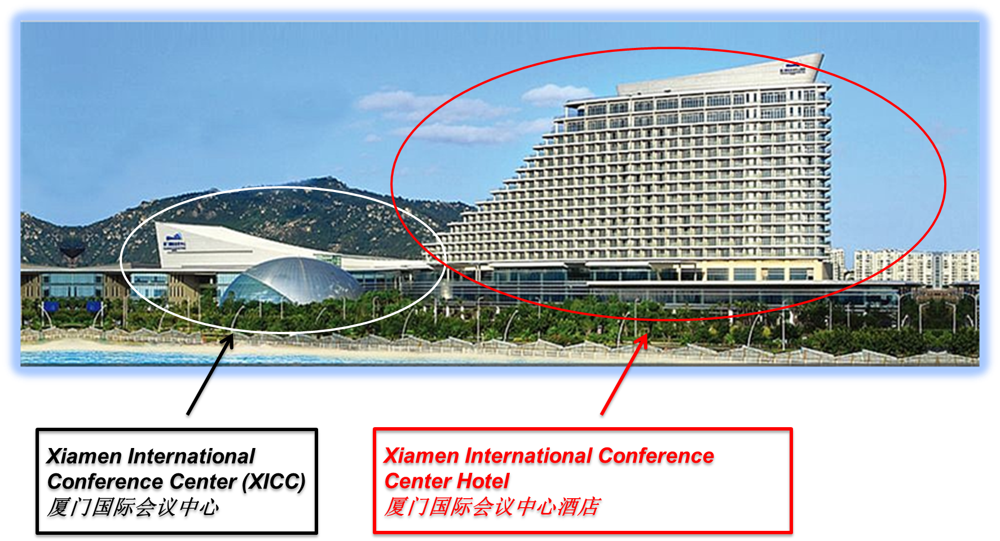 Xiamen International
Conference Center (XICC)
厦门国际会议中心
Xiamen International Conference
Center Hotel
厦门国际会议中心酒店